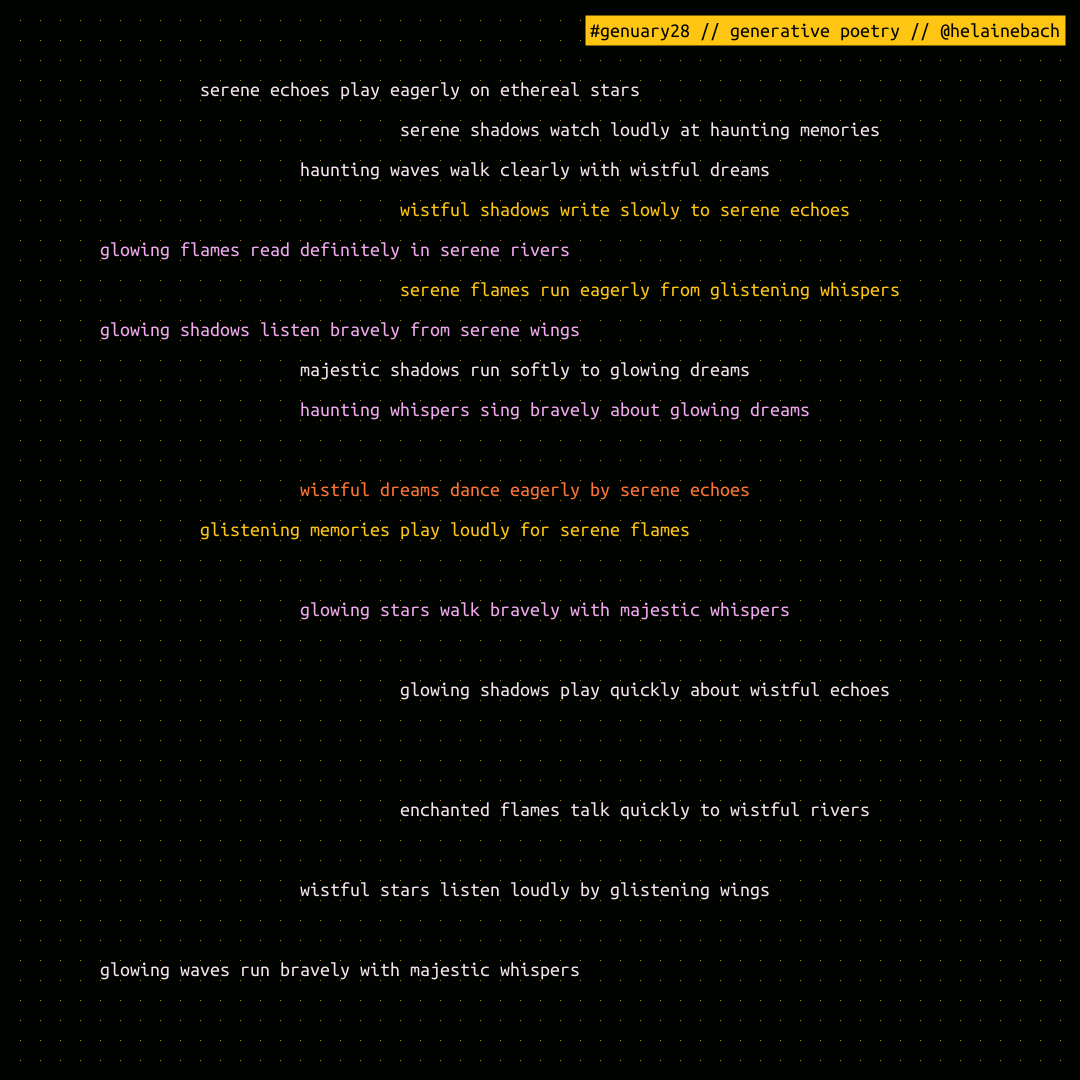 #genuary28 // generative poetry // @helainebach
serene echoes play eagerly on ethereal stars
serene shadows watch loudly at haunting memories
haunting waves walk clearly with wistful dreams
wistful shadows write slowly to serene echoes
glowing flames read definitely in serene rivers
serene flames run eagerly from glistening whispers
glowing shadows listen bravely from serene wings
majestic shadows run softly to glowing dreams
haunting whispers sing bravely about glowing dreams
wistful dreams dance eagerly by serene echoes
glistening memories play loudly for serene flames
glowing stars walk bravely with majestic whispers
glowing shadows play quickly about wistful echoes
enchanted flames talk quickly to wistful rivers
wistful stars listen loudly by glistening wings
glowing waves run bravely with majestic whispers